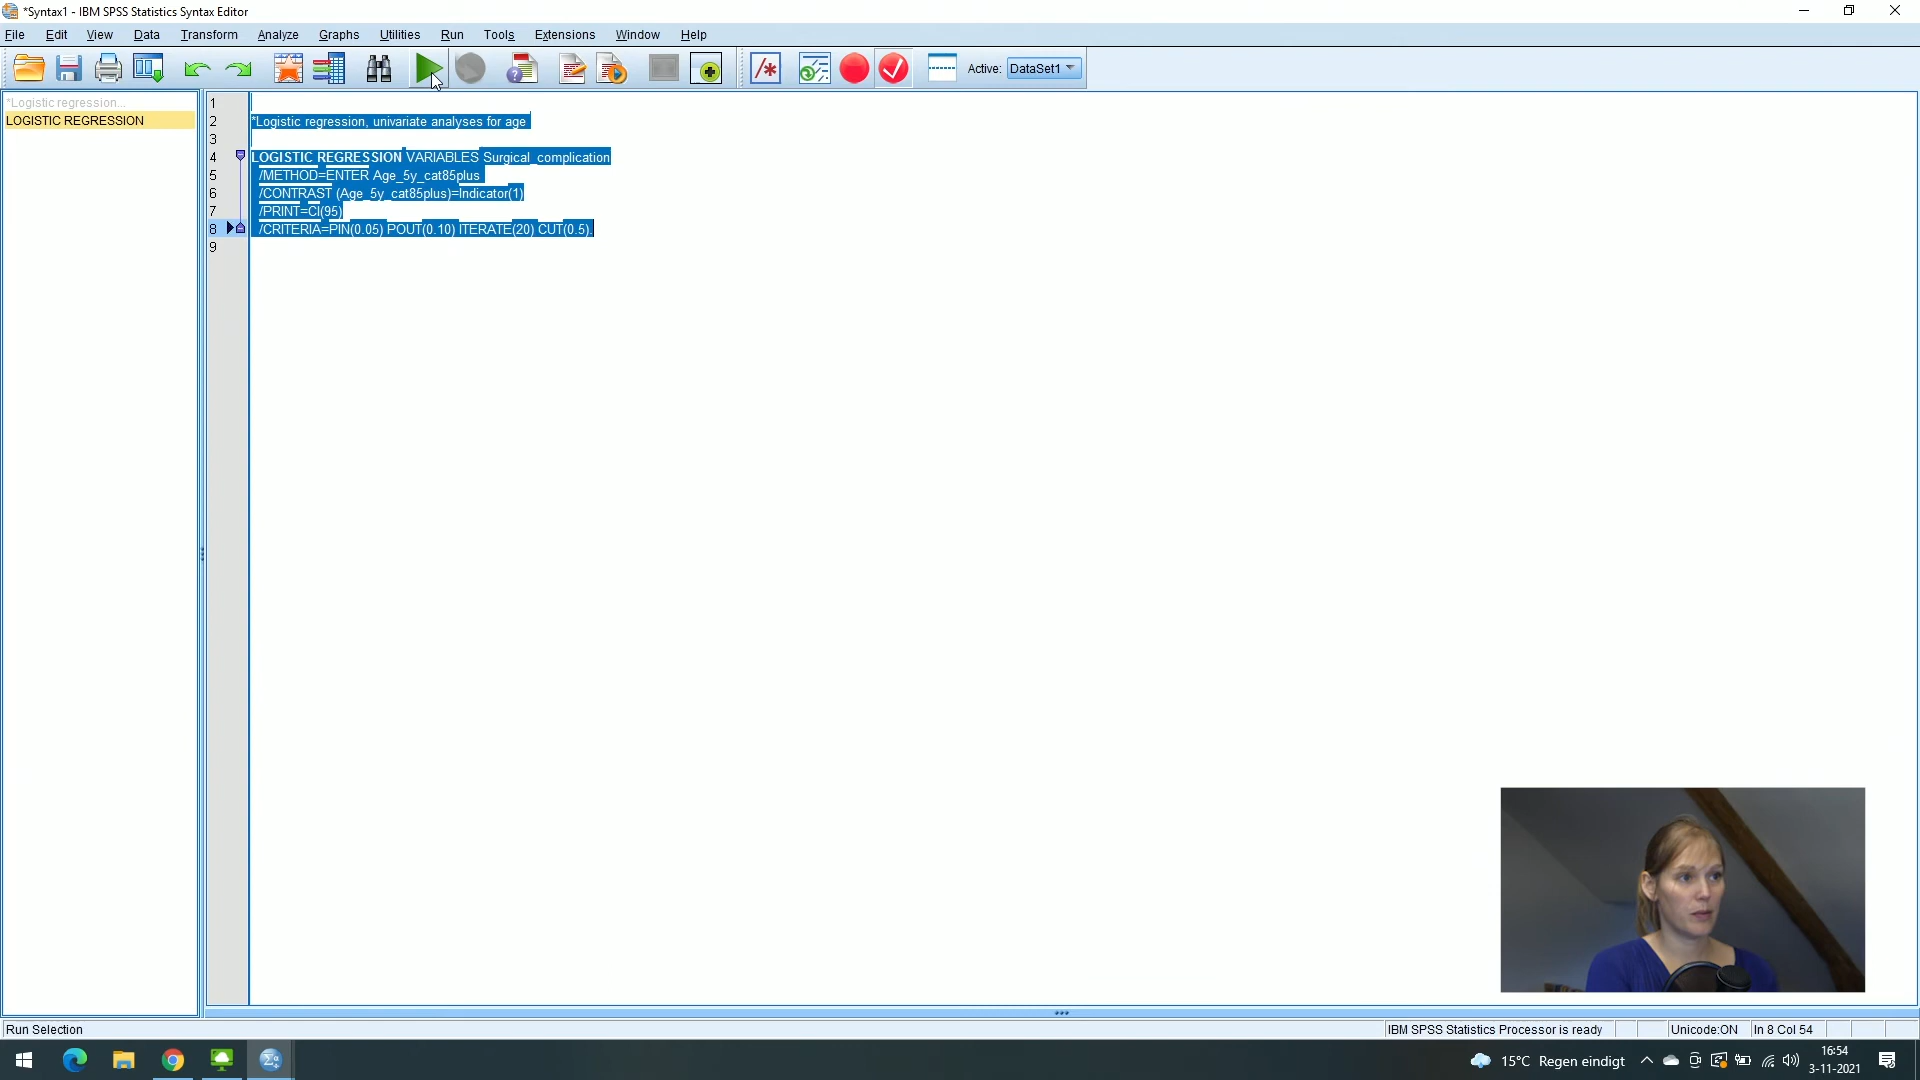 *Syntax1 - IBM SPSS Statistics Syntax Editor
File Edit View Data Transform Analyze Graphs Utilities Run Tools Extensions Window Help
Active: DataSet1
*Logistic regression...
LOGISTIC REGRESSION
1
2 *Logistic regression, univariate analyses for age
3
4 LOGISTIC REGRESSION VARIABLES Surgical_complication
5 /METHOD=ENTER Age_5y_cat85plus
6 /CONTRAST (Age_5y_cat85plus)=Indicator(1)
7 /PRINT=CI(95)
8 /CRITERIA=PIN(0.05) POUT(0.10) ITERATE(20) CUT(0.5).
9
Run Selection
IBM SPSS Statistics Processor is ready Unicode:ON In 8 Col 54
15°C Regen eindigt
16:54
3-11-2021